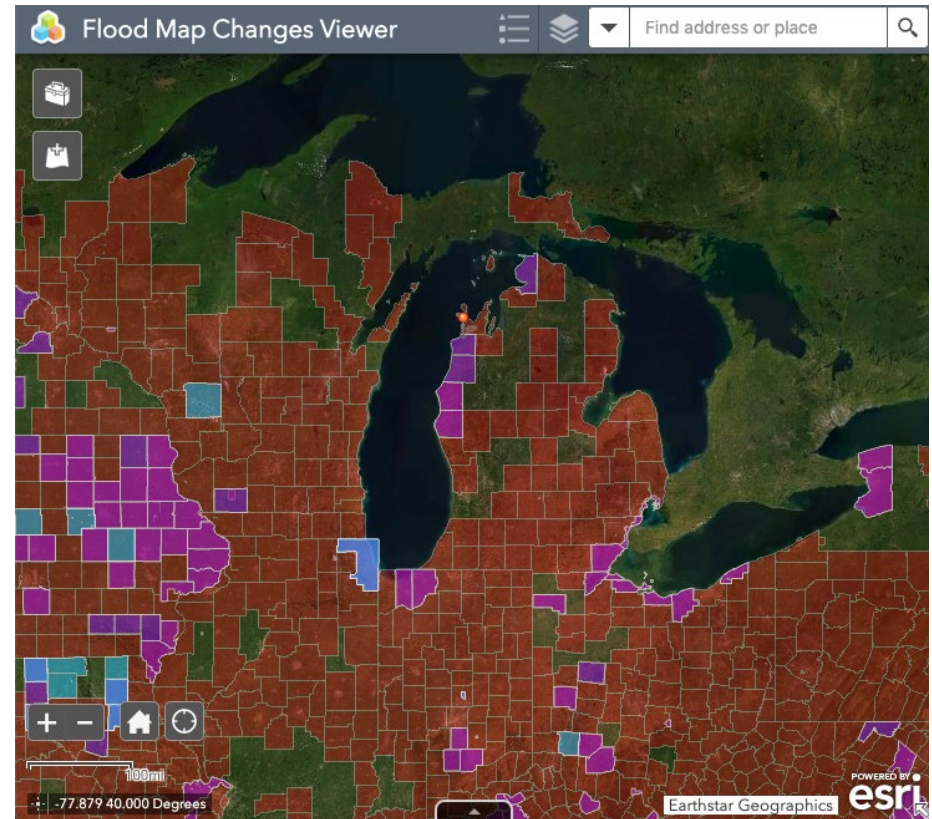 Flood Map Changes Viewer
Find address or place
+ −
100mi
-77.879 40.000 Degrees
Earthstar Geographics
POWERED BY
esri